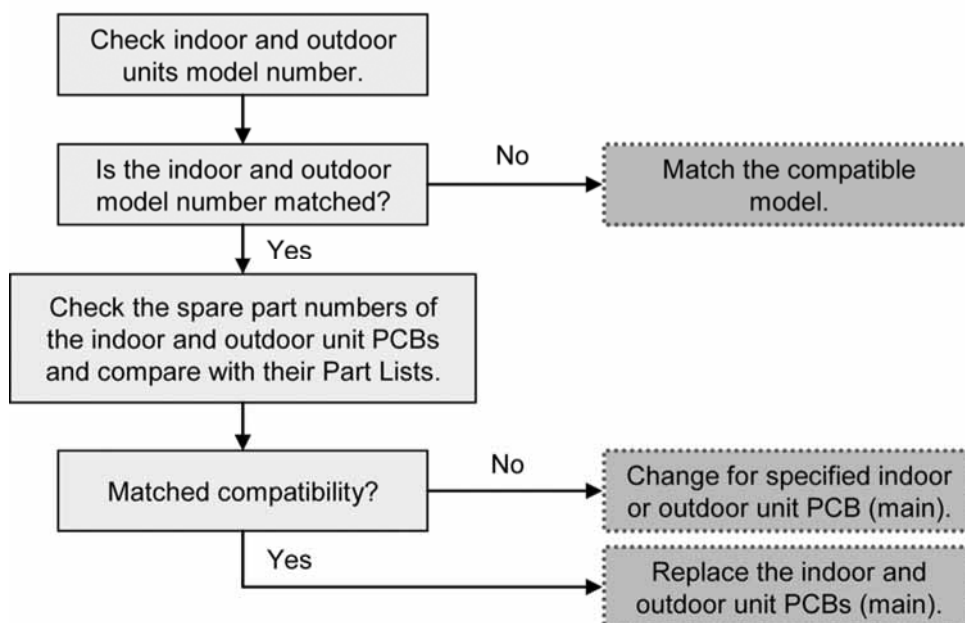 Check indoor and outdoor
units model number.
Is the indoor and outdoor
model number matched?
No
Match the compatible
model.
Yes
Check the spare part numbers of
the indoor and outdoor unit PCBs
and compare with their Part Lists.
Matched compatibility?
No
Change for specified indoor
or outdoor unit PCB (main).
Yes
Replace the indoor and
outdoor unit PCBs (main).